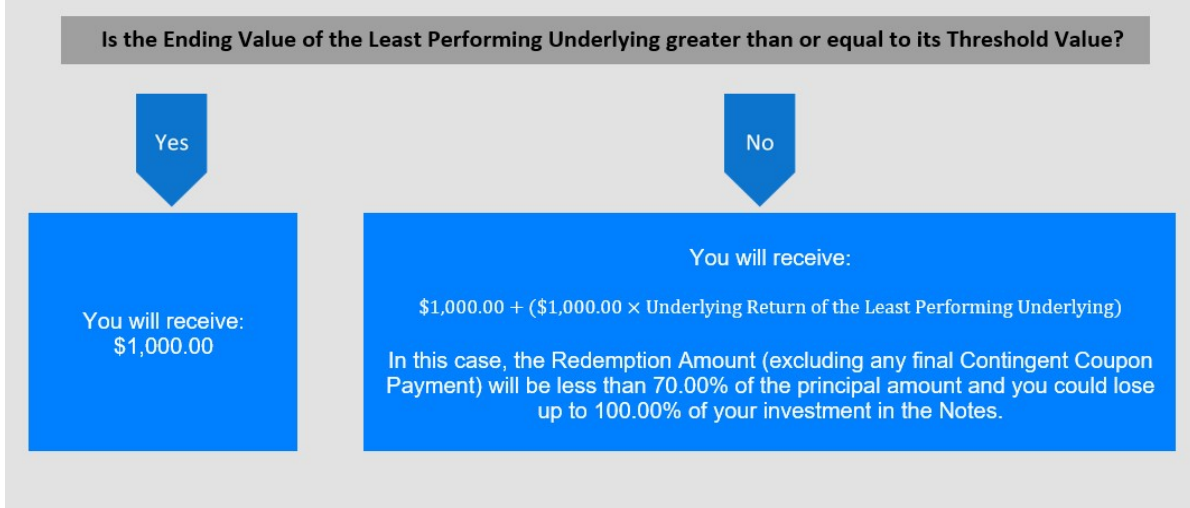 Is the Ending Value of the Least Performing Underlying greater than or equal to its Threshold Value?
Yes
No
You will receive:
$1,000.00
You will receive:
$1,000.00 + ($1,000.00 × Underlying Return of the Least Performing Underlying)
In this case, the Redemption Amount (excluding any final Contingent Coupon
Payment) will be less than 70.00% of the principal amount and you could lose
up to 100.00% of your investment in the Notes.